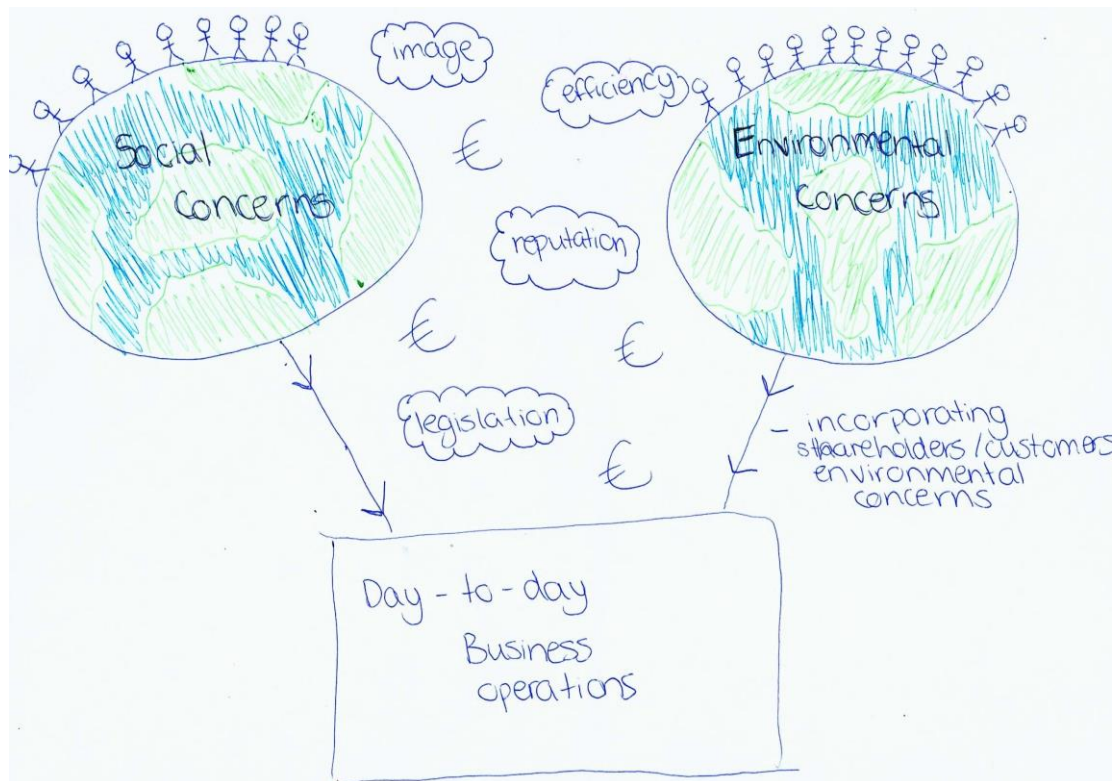 image
efficiency
Social
Concerns
€
Environmental
Concerns
reputation
€
€
legislation
€
- incorporating
shareholders/customers
environmental
concerns
Day-to-day
Business
operations